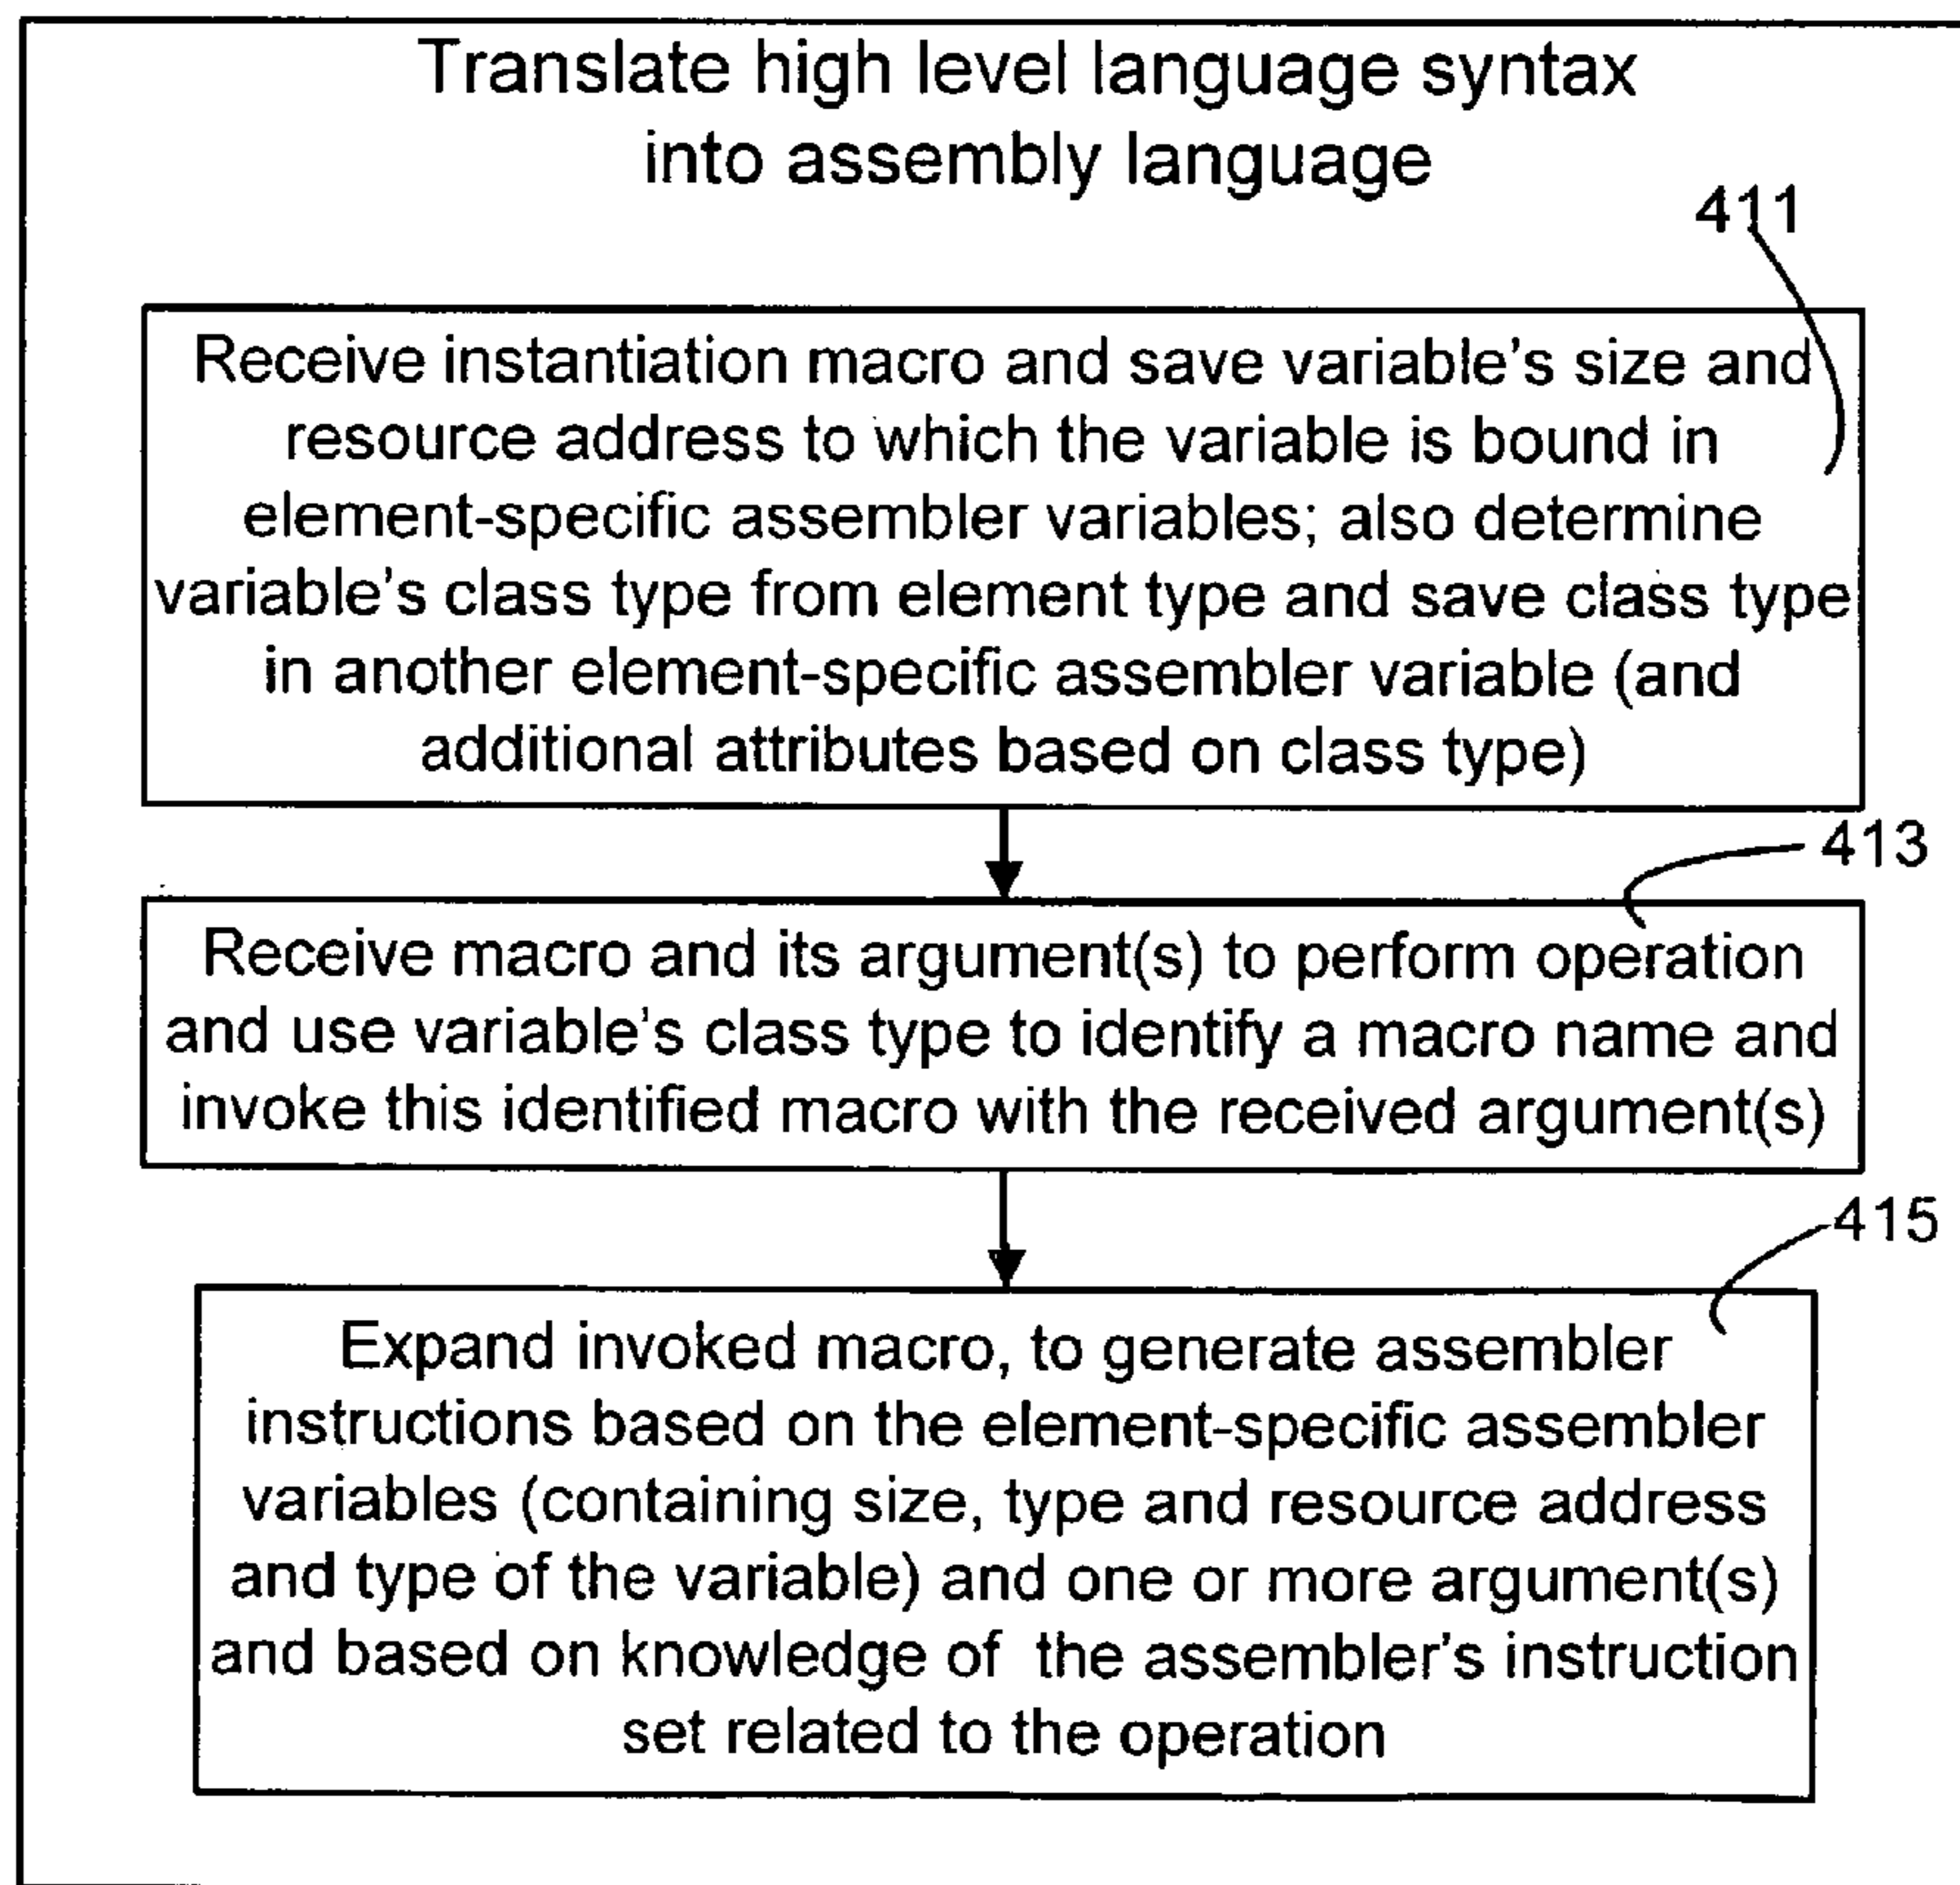 Translate high level language syntax
into assembly language
411
Receive instantiation macro and save variable's size and
resource address to which the variable is bound in
element-specific assembler variables; also determine
variable's class type from element type and save class type
in another element-specific assembler variable (and
additional attributes based on class type)
413
Receive macro and its argument(s) to perform operation
and use variable's class type to identify a macro name and
invoke this identified macro with the received argument(s)
415
Expand invoked macro, to generate assembler
instructions based on the element-specific assembler
variables (containing size, type and resource address
and type of the variable) and one or more argument(s)
and based on knowledge of the assembler's instruction
set related to the operation